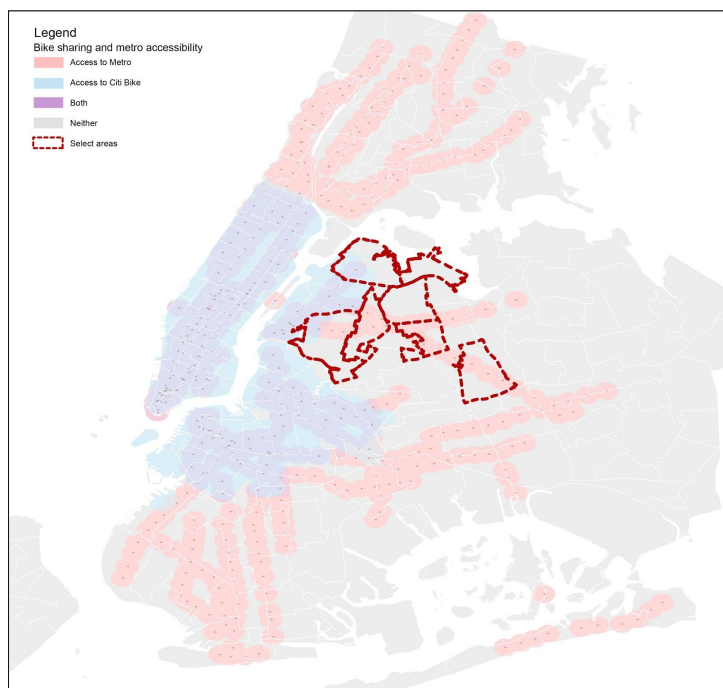 Legend
Bike sharing and metro accessibility
Access to Metro
Access to Citi Bike
Both
Neither
Select areas